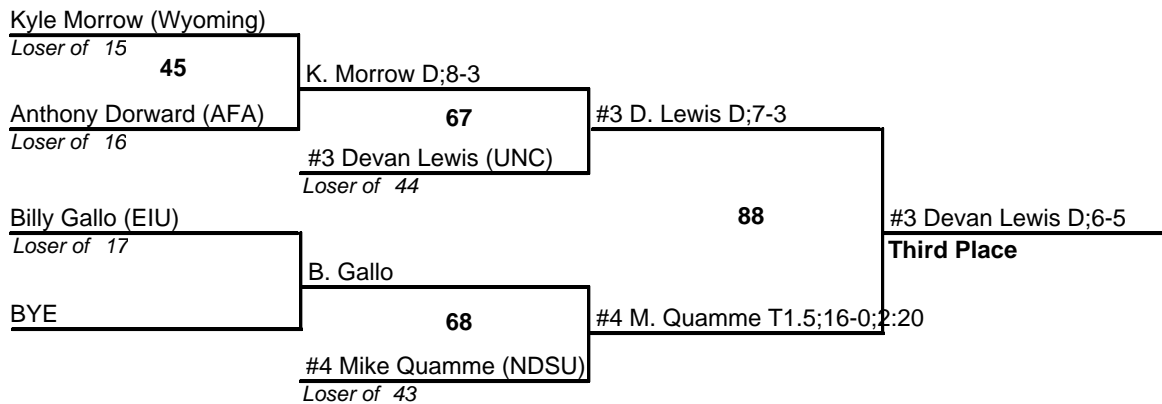 Kyle Morrow (Wyoming)
Loser of 15
45
K. Morrow D;8-3
Anthony Dorward (AFA)
Loser of 16
67
#3 D. Lewis D;7-3
#3 Devan Lewis (UNC)
Loser of 44
Billy Gallo (EIU)
Loser of 17
88
#3 Devan Lewis D;6-5
Third Place
B. Gallo
BYE
68
#4 M. Quamme T1.5;16-0;2:20
#4 Mike Quamme (NDSU)
Loser of 43